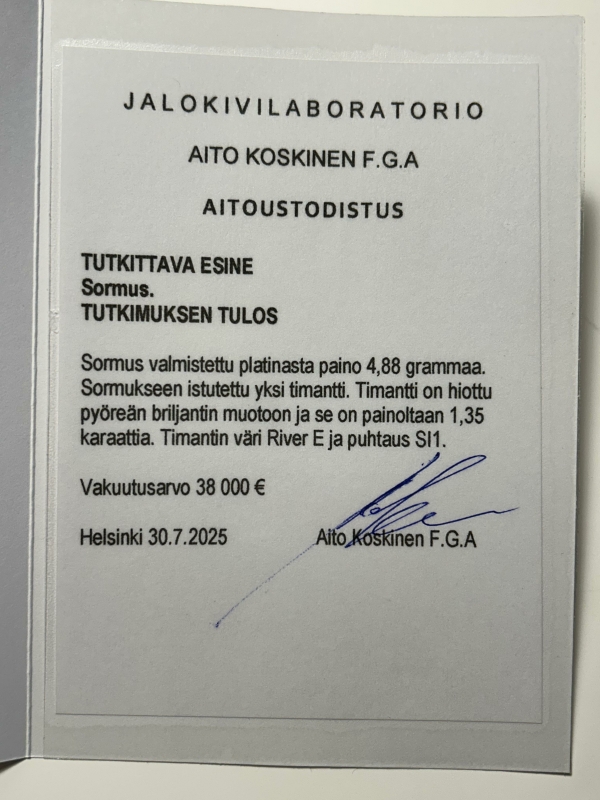 JALOKIVILABORATORIO
AITO KOSKINEN F.G.A
AITOUSTODISTUS
TUTKITTAVA ESINE
Sormus.
TUTKIMUKSEN TULOS
Sormus valmistettu platinasta paino 4,88 grammaa.
Sormukseen istutettu yksi timantti. Timantti on hiottu
pyöreän briljantin muotoon ja se on painoltaan 1,35
karaattia. Timantin väri River E ja puhtaus SI1.
Vakuutusarvo 38 000 €
Helsinki 30.7.2025 Aito Koskinen F.G.A